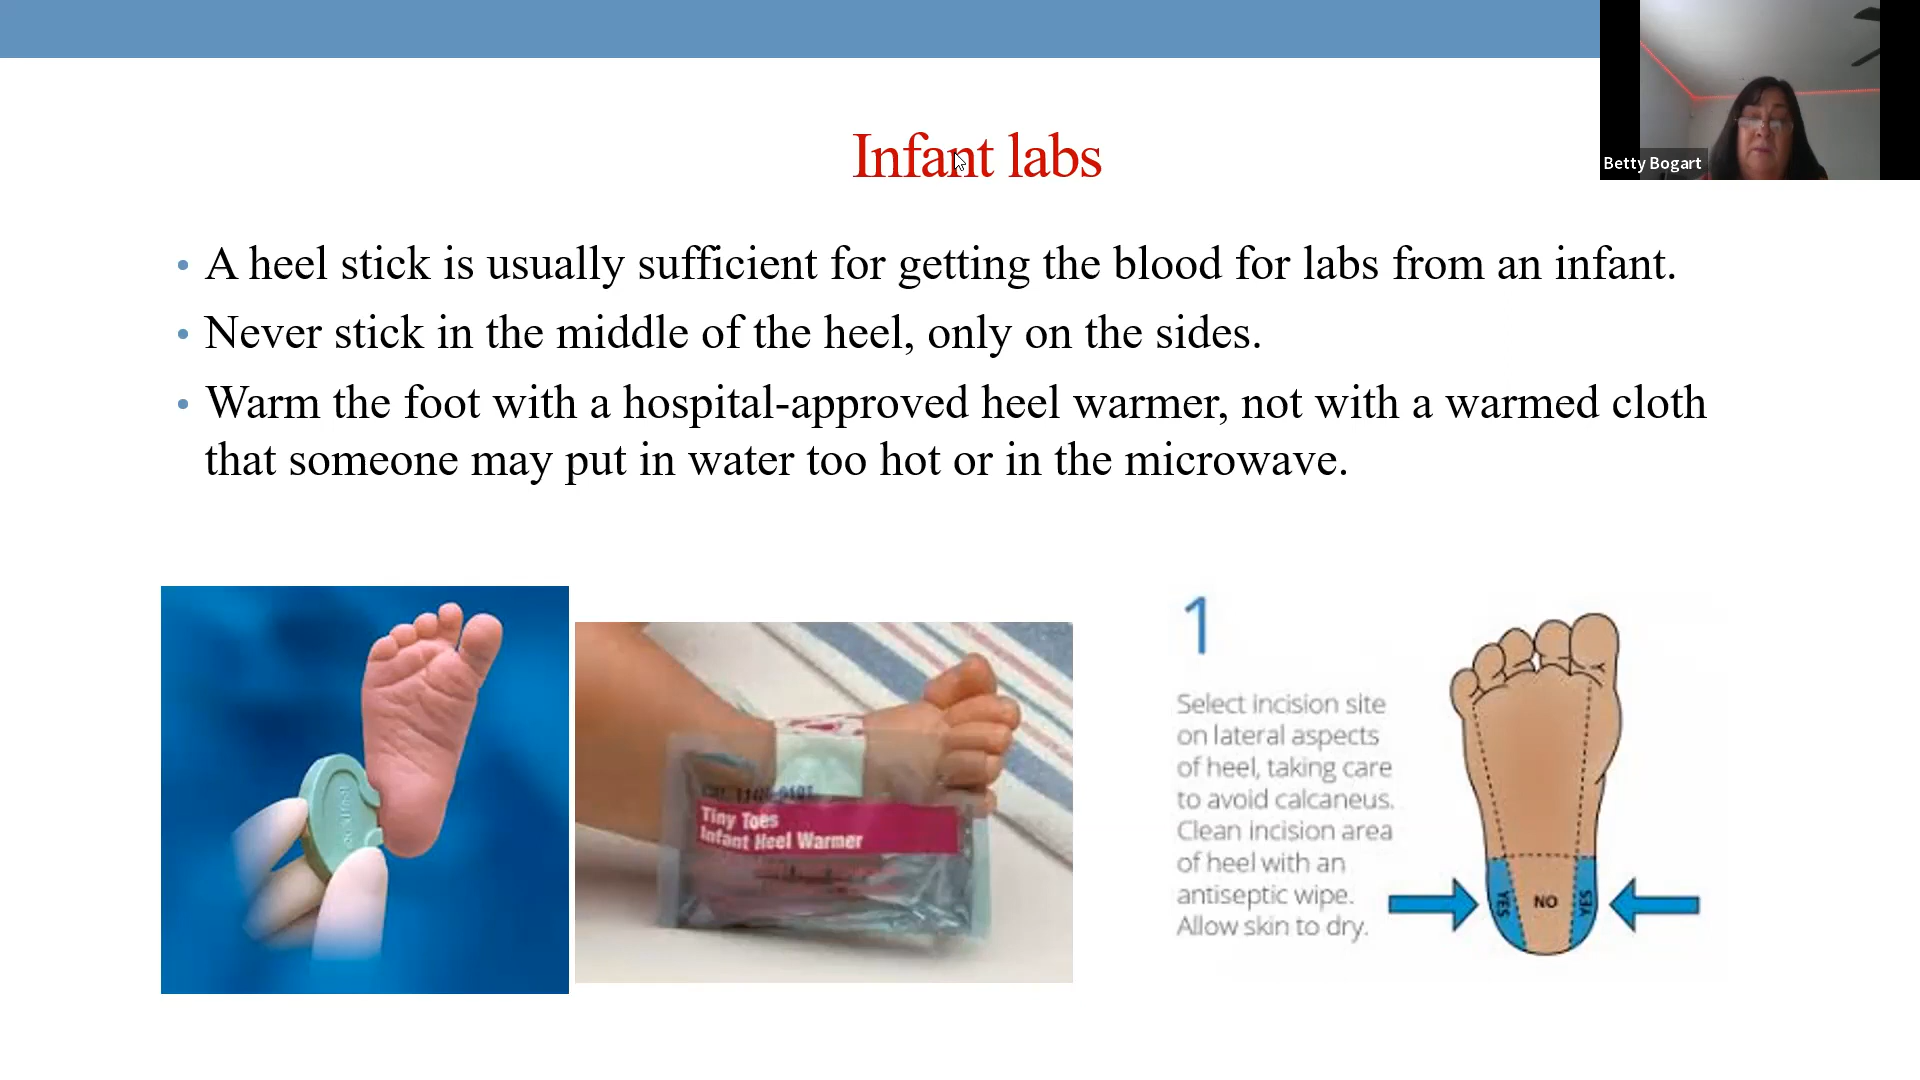 Betty Bogart
Infant labs
• A heel stick is usually sufficient for getting the blood for labs from an infant.
• Never stick in the middle of the heel, only on the sides.
• Warm the foot with a hospital-approved heel warmer, not with a warmed cloth
that someone may put in water too hot or in the microwave.
Tiny Toes
Infant Heel Warmer
1
Select incision site
on lateral aspects
of heel, taking care
to avoid calcaneus.
Clean incision area
of heel with an
antiseptic wipe.
Allow skin to dry.
YES
NO
YES